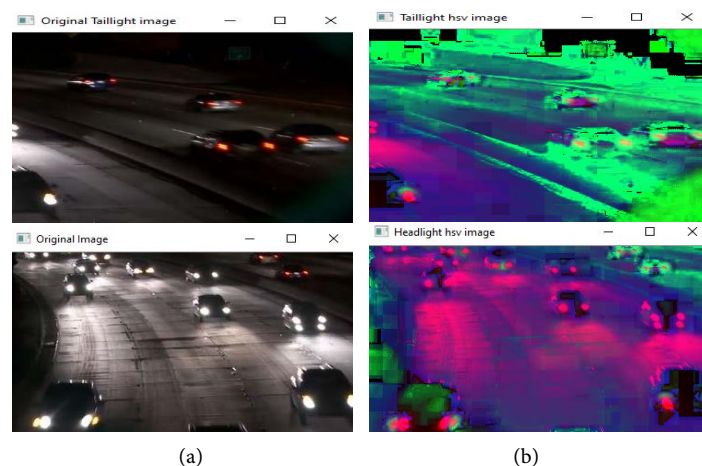 Original Taillight image
Taillight hsv image
Original Image
Headlight hsv image
(a)
(b)